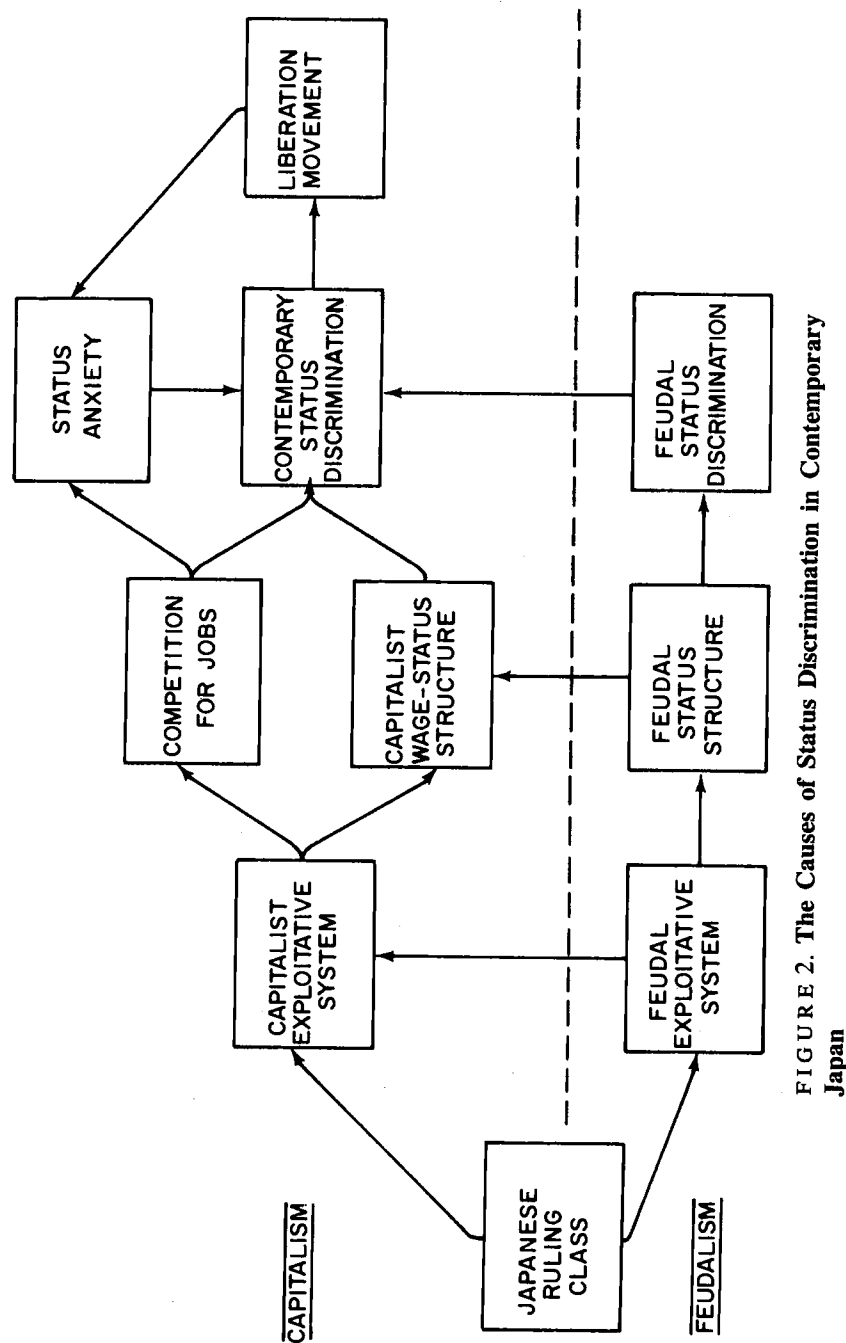 CAPITALISM
FEUDALISM
JAPANESE
RULING
CLASS
CAPITALIST
EXPLOITATIVE
SYSTEM
FEUDAL
EXPLOITATIVE
SYSTEM
COMPETITION
FOR JOBS
CAPITALIST
WAGE-STATUS
STRUCTURE
FEUDAL
STATUS
STRUCTURE
STATUS
ANXIETY
CONTEMPORARY
STATUS
DISCRIMINATION
FEUDAL
STATUS
DISCRIMINATION
LIBERATION
MOVEMENT
FIGURE 2. The Causes of Status Discrimination in Contemporary
Japan